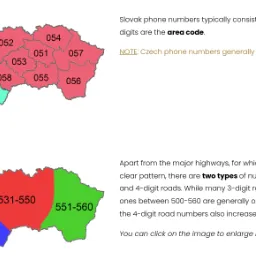 Slovak phone numbers typically consist
digits are the area code.
NOTE: Czech phone numbers generally
052
054
051
057
053
058
055
056
Apart from the major highways, for whic
clear pattern, there are two types of nu
and 4-digit roads. While many 3-digit r
ones between 500-560 are generally o
the 4-digit road numbers also increase
You can click on the image to enlarge
531-550
551-560